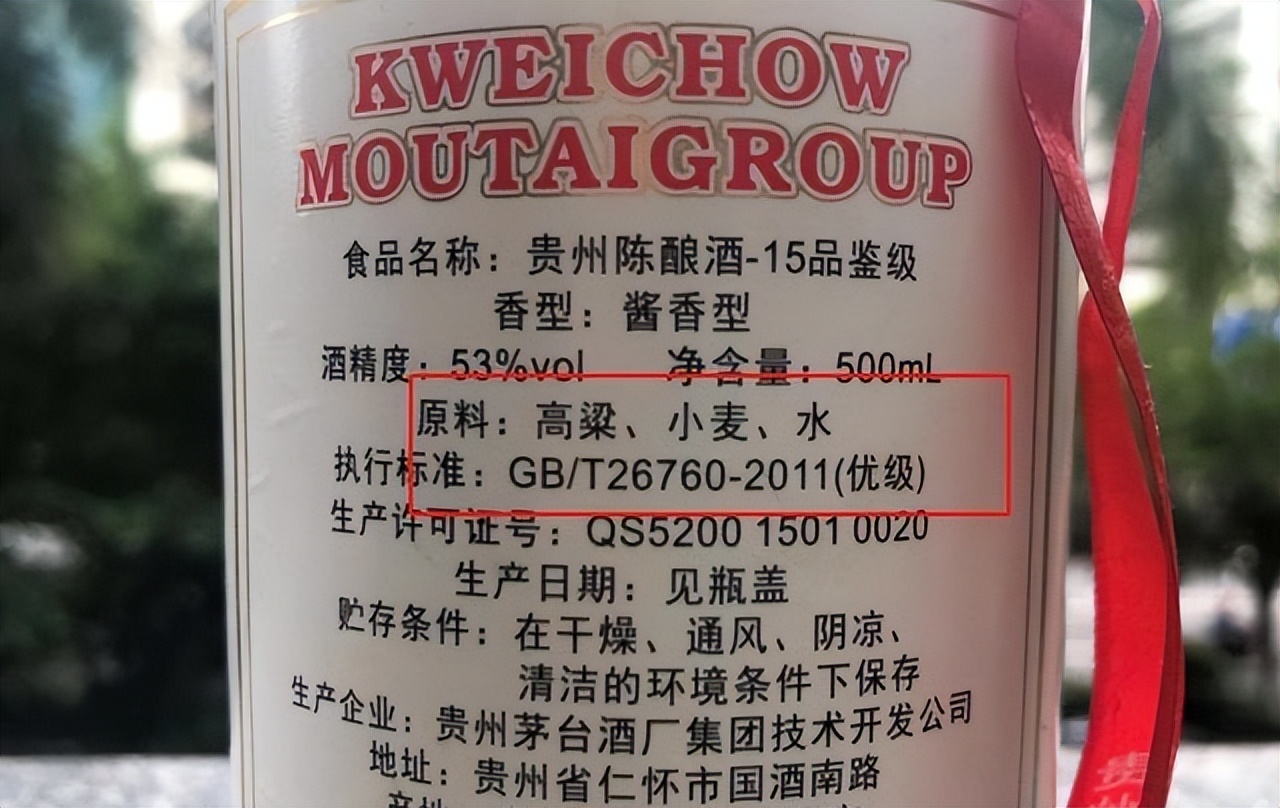 KWEICHOW
MOUTAIGROUP
食品名称：贵州陈酿酒-15品鉴级
香型：酱香型
酒精度：53%vol 净含量：500mL
原料：高粱、小麦、水
执行标准：GB/T26760-2011(优级)
生产许可证号：QS5200 1501 0020
生产日期：见瓶盖
贮存条件：在干燥、通风、阴凉、
清洁的环境条件下保存
生产企业：贵州茅台酒厂集团技术开发公司
地址：贵州省仁怀市国酒南路